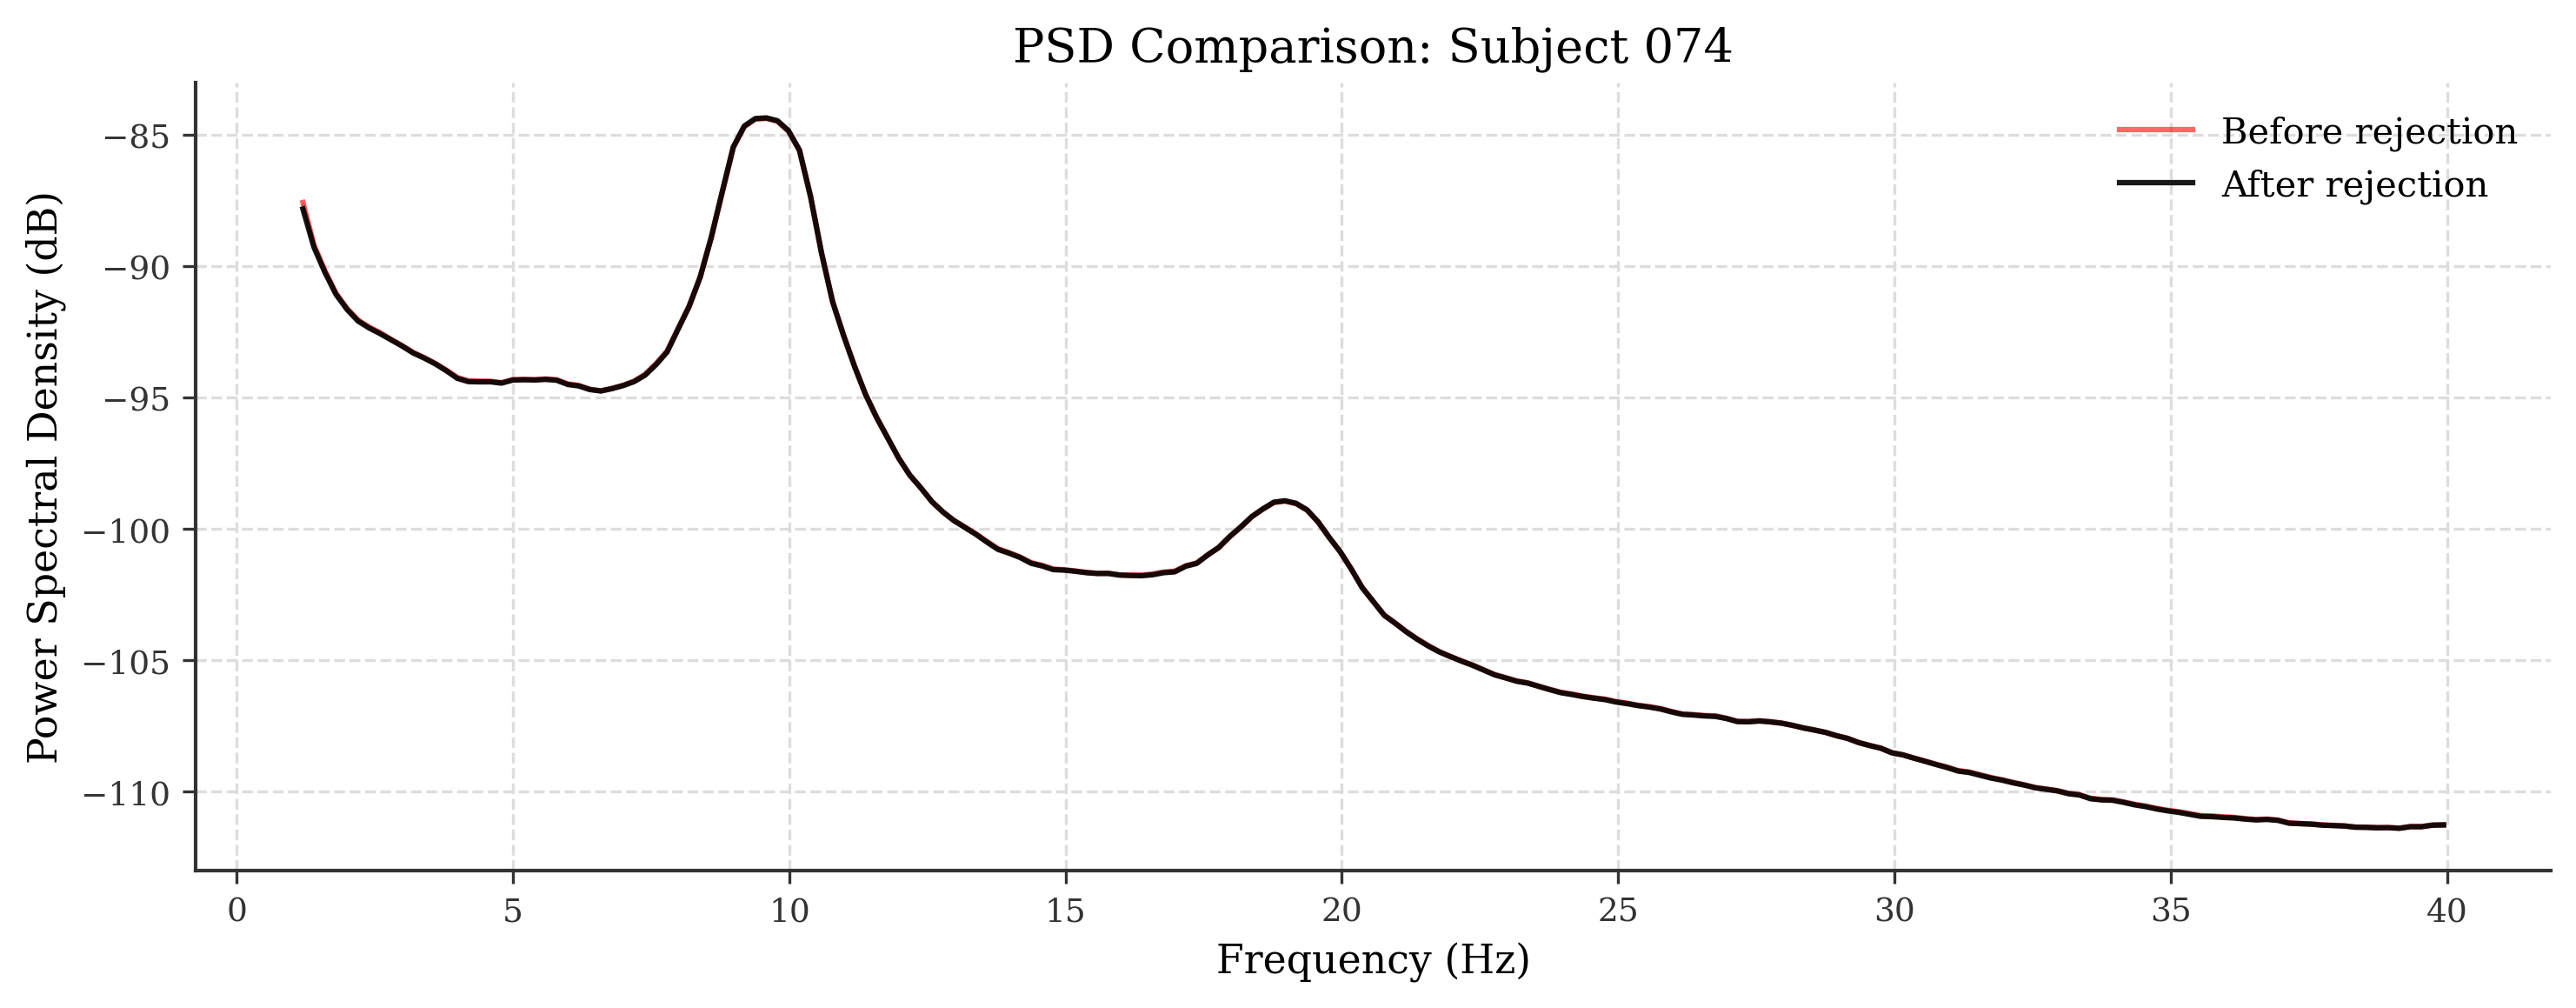 PSD Comparison: Subject 074
Before rejection
After rejection
Power Spectral Density (dB)
−85
−90
−95
−100
−105
−110
0 5 10 15 20 25 30 35 40
Frequency (Hz)